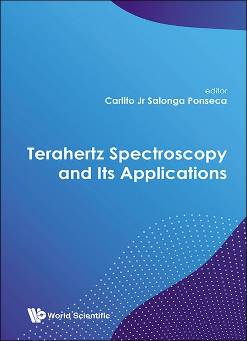 editor
Carlito Jr Salonga Ponseca
Terahertz Spectroscopy
and Its Applications
World Scientific